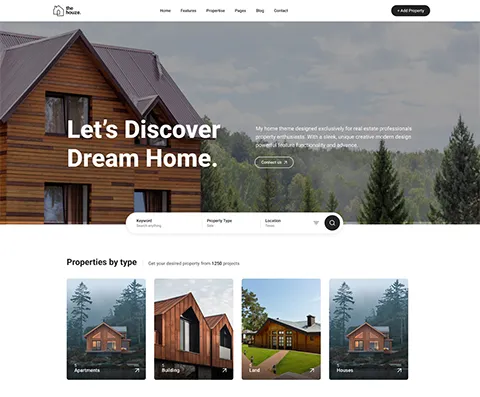 the
houze.
Home Features Properties Pages Blog Contact
+ Add Property
Let's Discover
Dream Home.
My home theme designed exclusively for real estate professionals
property enthusiasts. With a sleek, unique creative modern design
powerful feature functionality and advance.
Contact us
Keyword
Search anything
Property Type
Sale
Location
Texas
Properties by type
Get your desired property from 1250 projects
Apartments
Building
Land
Houses